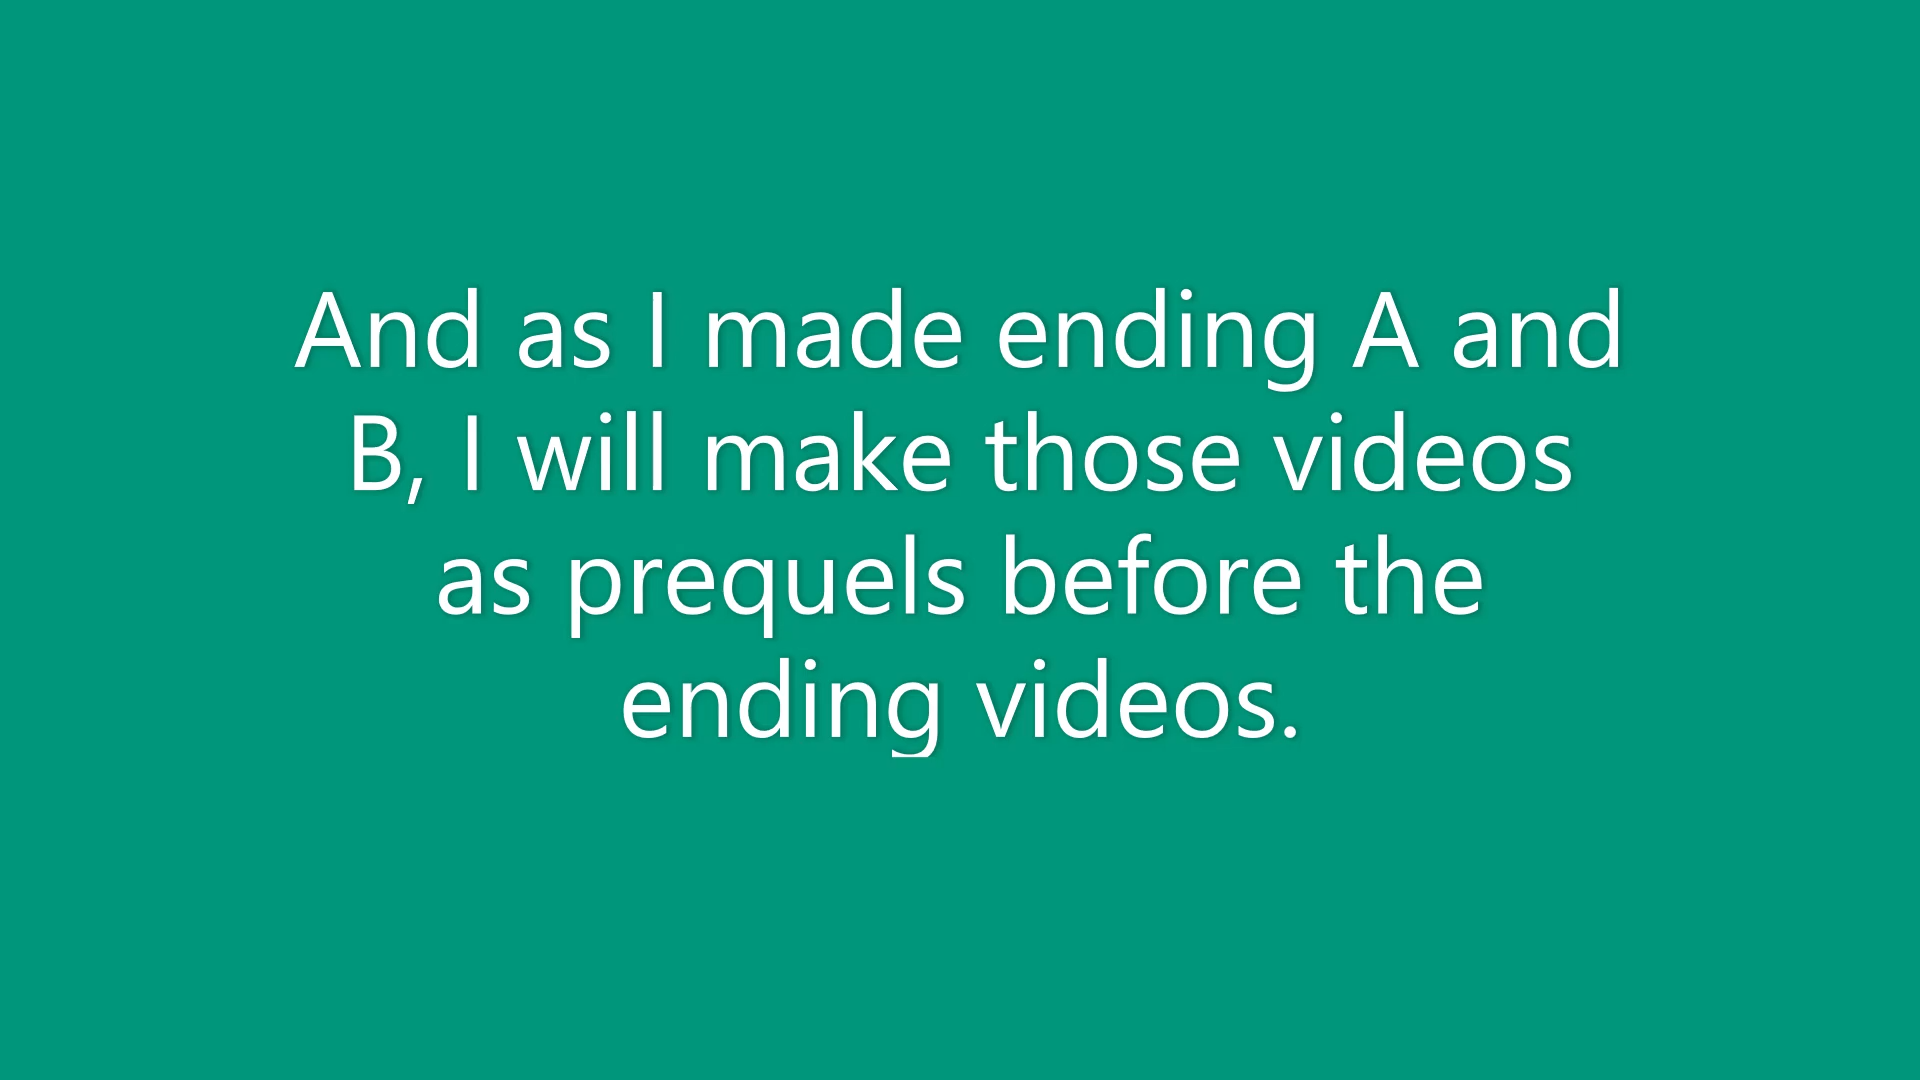 And as I made ending A and
B, I will make those videos
as prequels before the
ending videos.